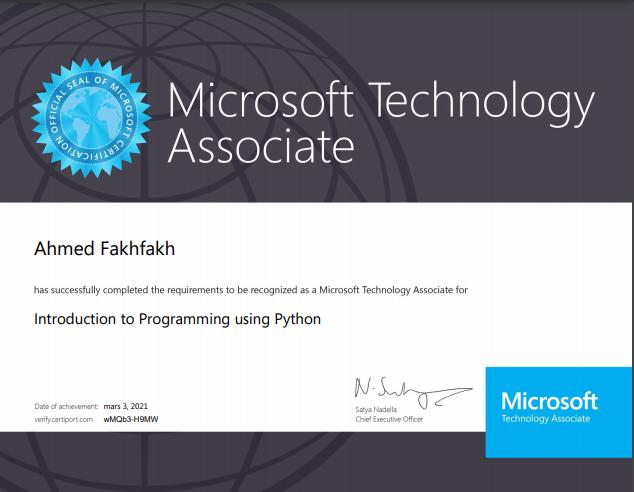 OFFICIAL SEAL OF MICROSOFT CERTIFICATION
Microsoft Technology
Associate
Ahmed Fakhfakh
has successfully completed the requirements to be recognized as a Microsoft Technology Associate for
Introduction to Programming using Python
Date of achievement: mars 3, 2021
verify.certiport.com wMQb3-H9MW
Satya Nadella
Chief Executive Officer
Microsoft
Technology Associate